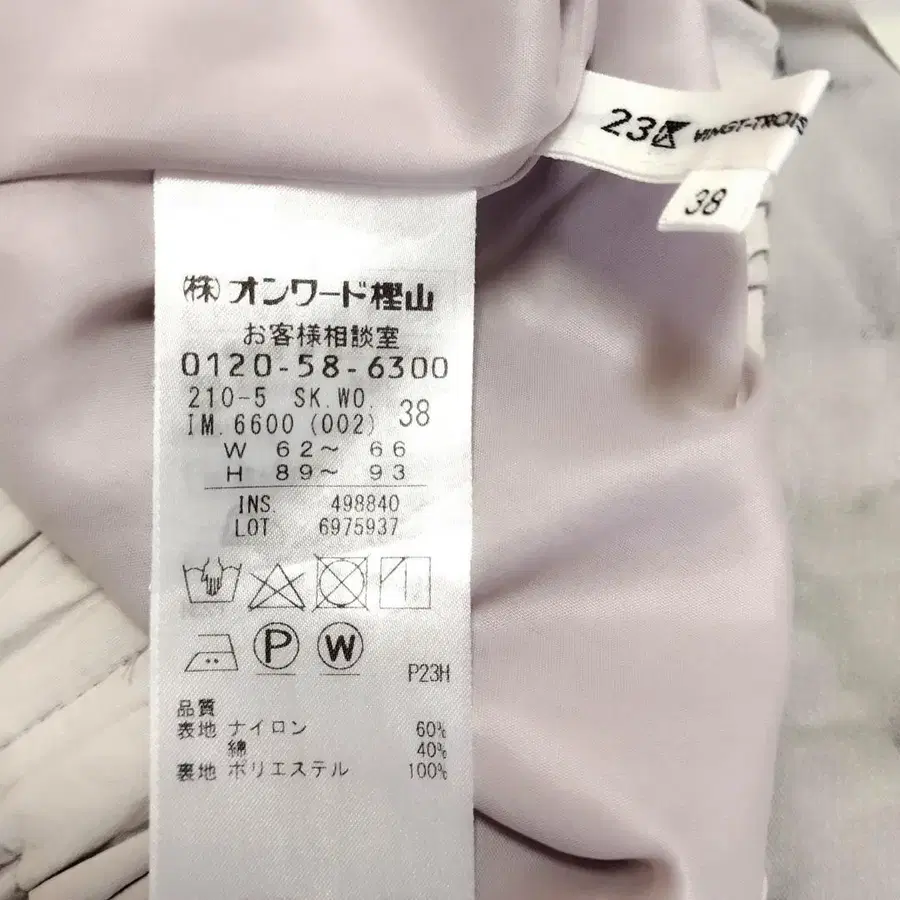 23区 VINGT-TROIS
38
(株)オンワード樫山
お客様相談室
0120-58-6300
210-5 SK.WO.
IM.6600 (002) 38
W 62~ 66
H 89~ 93
INS. 498840
LOT 6975937
P W
P23H
品質
表地 ナイロン 60%
綿 40%
裏地 ポリエステル 100%